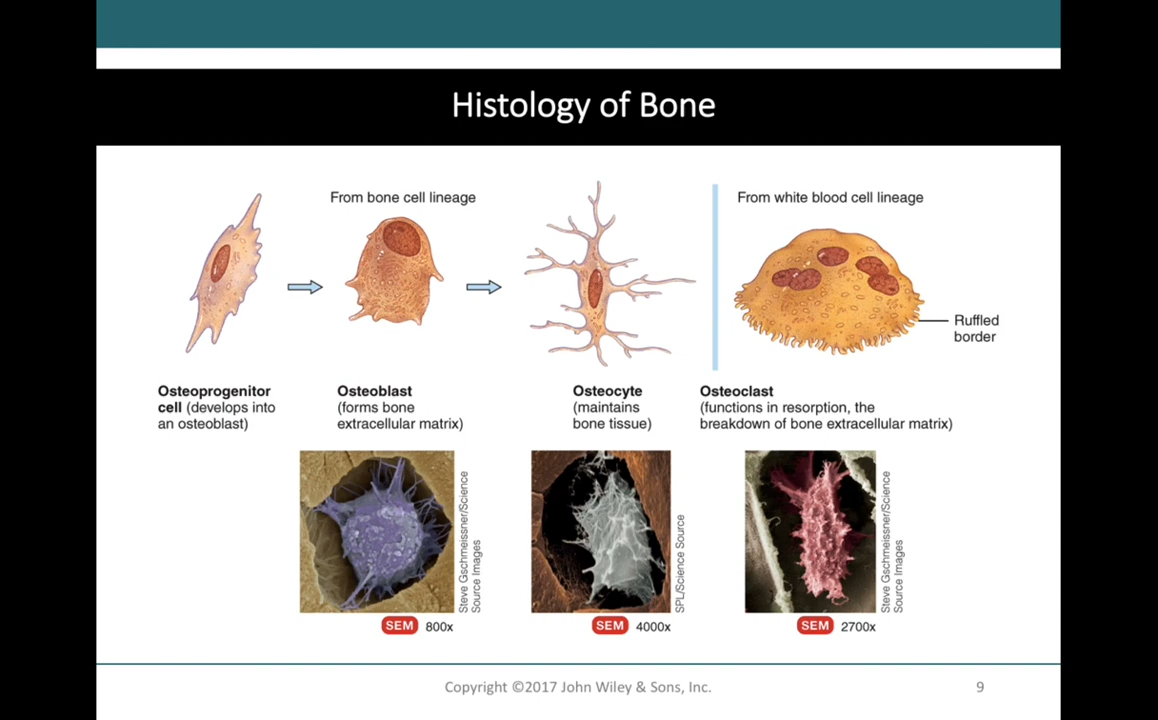 Histology of Bone
From bone cell lineage
From white blood cell lineage
Ruffled
border
Osteoprogenitor
cell (develops into
an osteoblast)
Osteoblast
(forms bone
extracellular matrix)
Osteocyte
(maintains
bone tissue)
Osteoclast
(functions in resorption, the
breakdown of bone extracellular matrix)
Steve Gschmeissner/Science
Source Images
SPL/Science Source
Steve Gschmeissner/Science
Source Images
SEM 800x
SEM 4000x
SEM 2700x
Copyright ©2017 John Wiley & Sons, Inc.
9